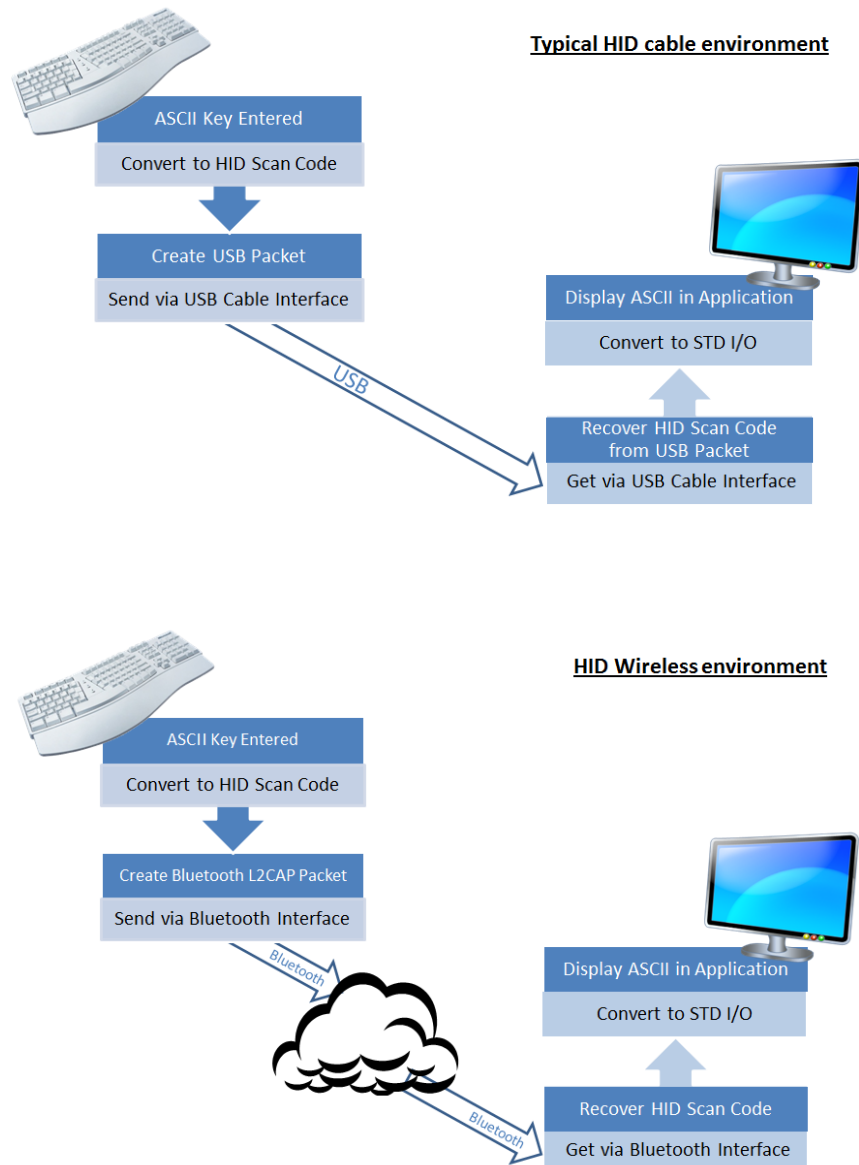 Typical HID cable environment
ASCII Key Entered
Convert to HID Scan Code
Create USB Packet
Send via USB Cable Interface
USB
Display ASCII in Application
Convert to STD I/O
Recover HID Scan Code
from USB Packet
Get via USB Cable Interface
HID Wireless environment
ASCII Key Entered
Convert to HID Scan Code
Create Bluetooth L2CAP Packet
Send via Bluetooth Interface
Bluetooth
Display ASCII in Application
Convert to STD I/O
Bluetooth
Recover HID Scan Code
Get via Bluetooth Interface